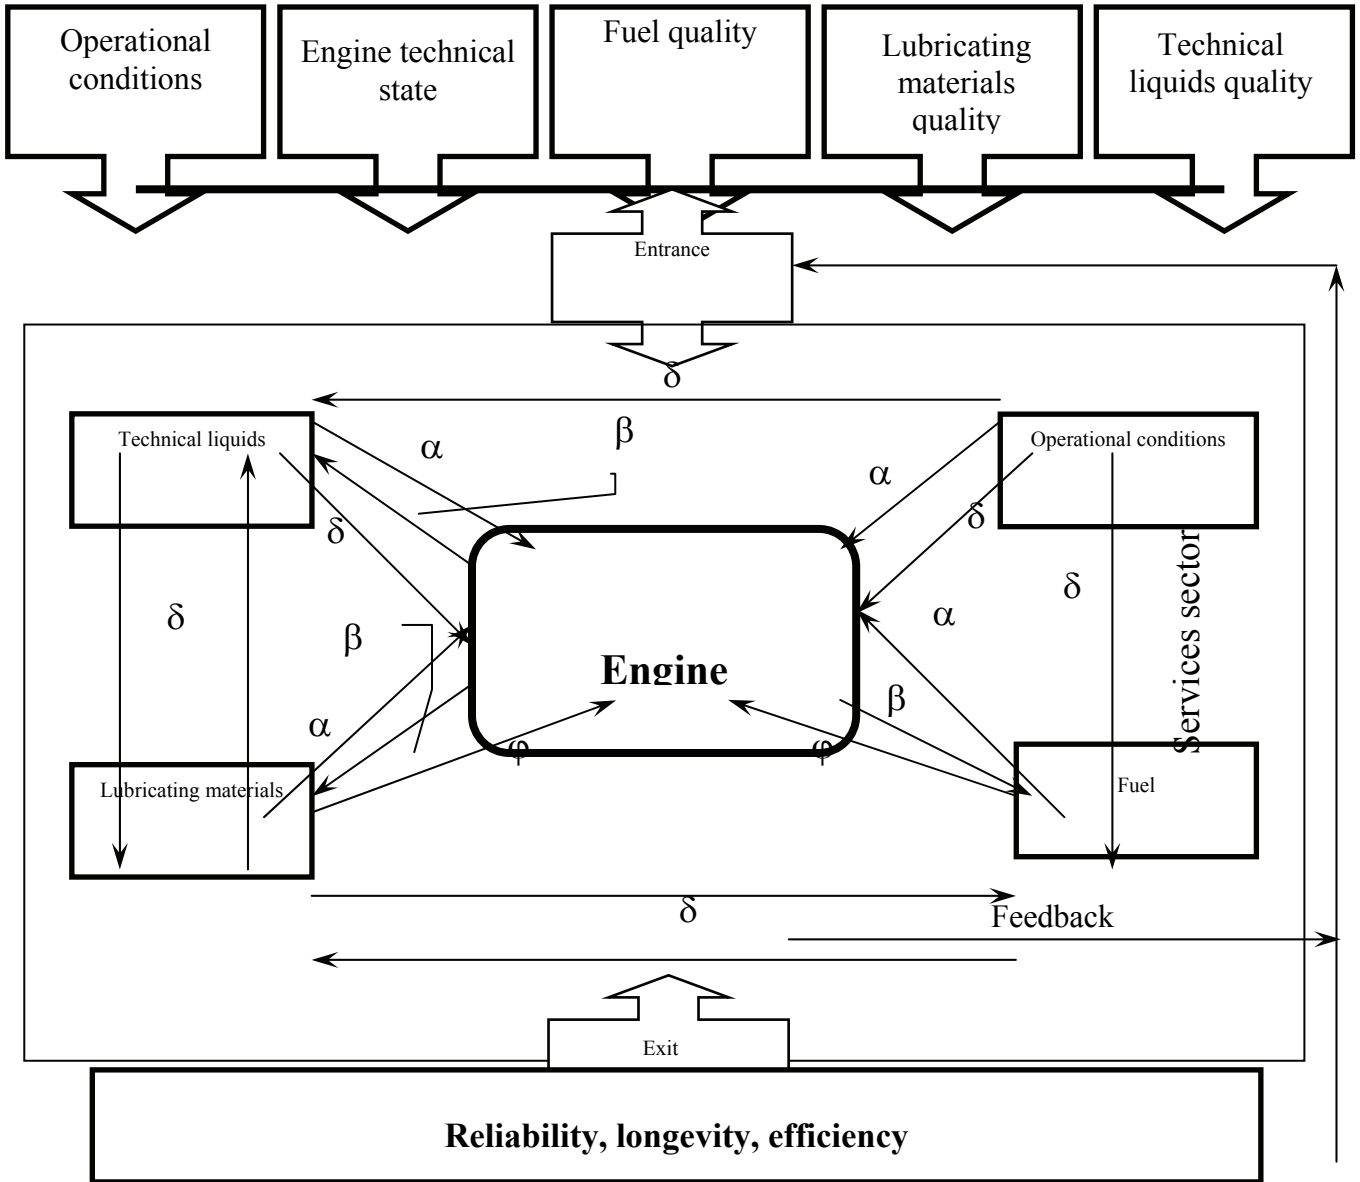 Operational
conditions
Engine technical
state
Fuel quality
Lubricating
materials
quality
Technical
liquids quality
Entrance
δ
Technical liquids
α
β
α
Operational conditions
δ
δ
δ
β
α
δ
α
Services sector
Engine
β
φ
φ
Lubricating materials
Fuel
δ
Feedback
Exit
Reliability, longevity, efficiency